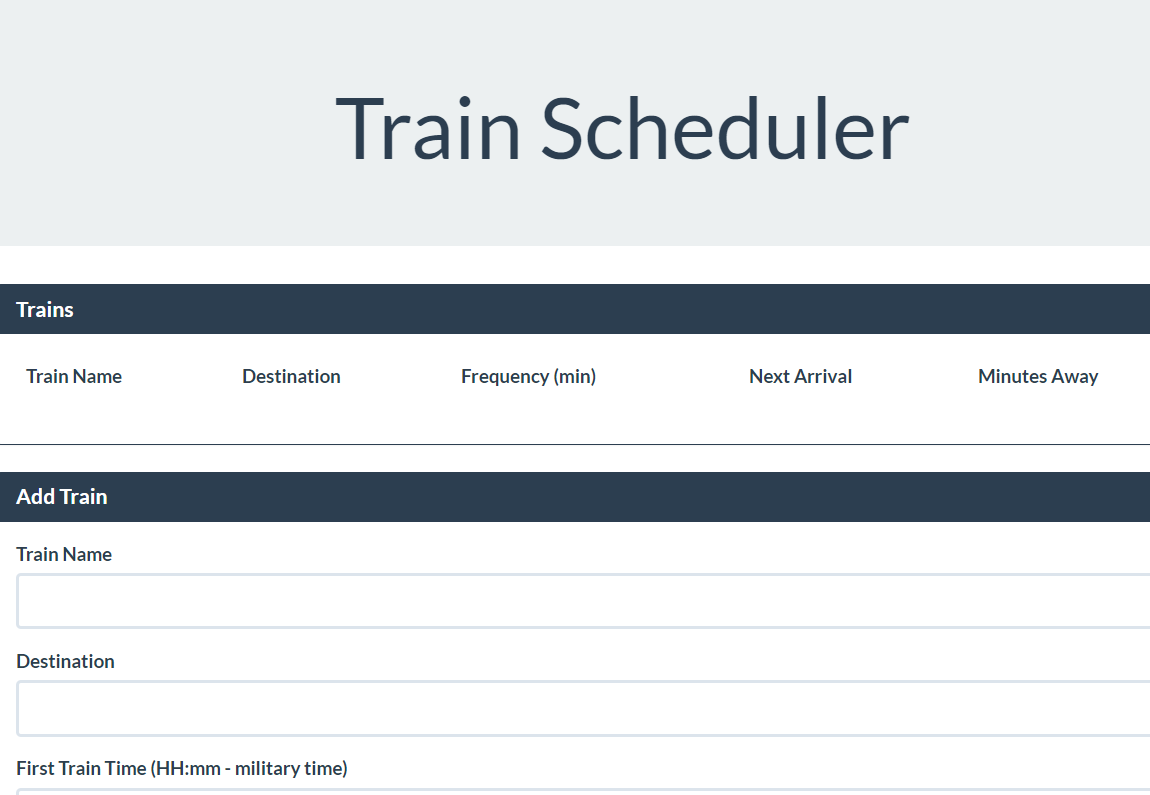 Train Scheduler
Trains
Train Name Destination Frequency (min) Next Arrival Minutes Away
Add Train
Train Name
Destination
First Train Time (HH:mm - military time)